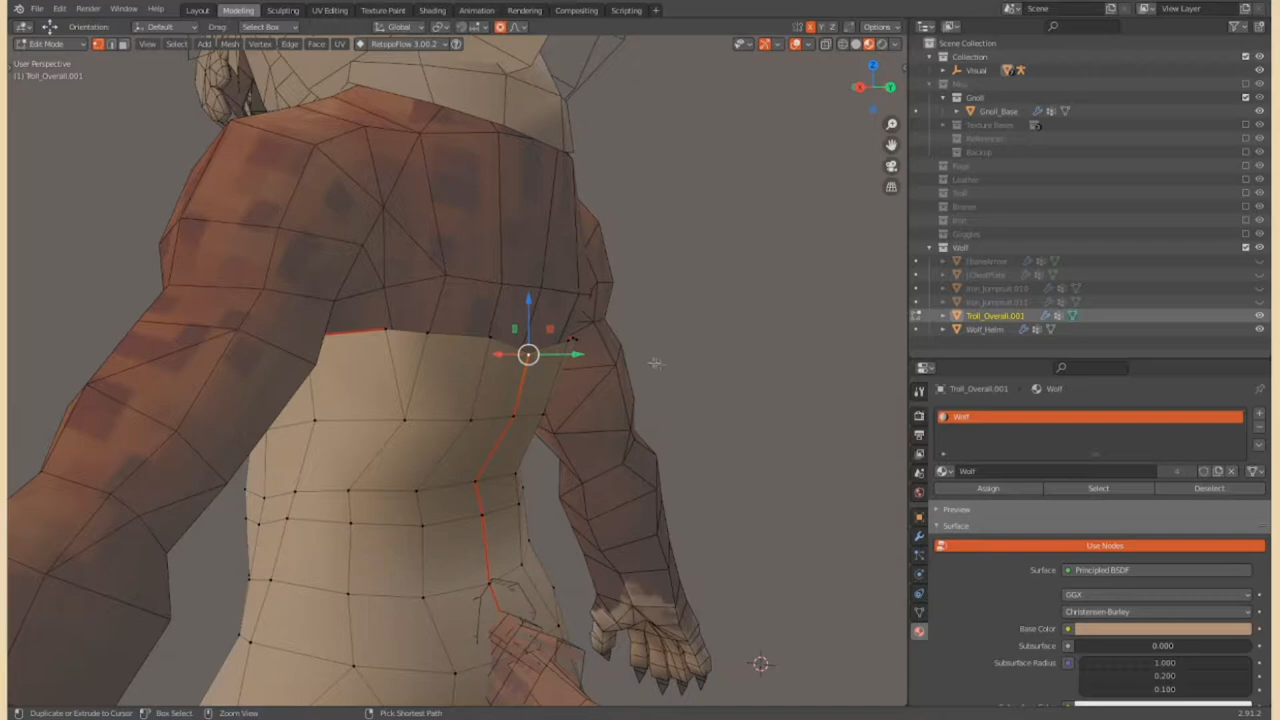 File Edit Render Window Help Layout Modeling Sculpting UV Editing Texture Paint Shading Animation Rendering Compositing Scripting Scene View Layer
Orientation: Default Drag: Select Box Global X Y Z Options
Edit Mode View Select Add Mesh Vertex Edge Face UV RetopoFlow 3.00.2
User Perspective
(1) Troll_Overall.001
Z
X Y
Scene Collection
Collection
Visual
Gnoll
Gnoll_Base
Texture Bases
References
Backup
Rags
Leather
Troll
Bronze
Iron
Goggles
Wolf
Iron_Jumpsuit.010
Iron_Jumpsuit.011
Troll_Overall.001
Wolf_Helm
Troll_Overall.001 Wolf
Wolf
Wolf
Assign Select Deselect
Preview
Surface
Use Nodes
Surface Principled BSDF
GGX
Christensen-Burley
Base Color
Subsurface 0.000
Subsurface Radius 1.000
0.200
0.100
Duplicate or Extrude to Cursor Box Select Zoom View Pick Shortest Path 2.91.2